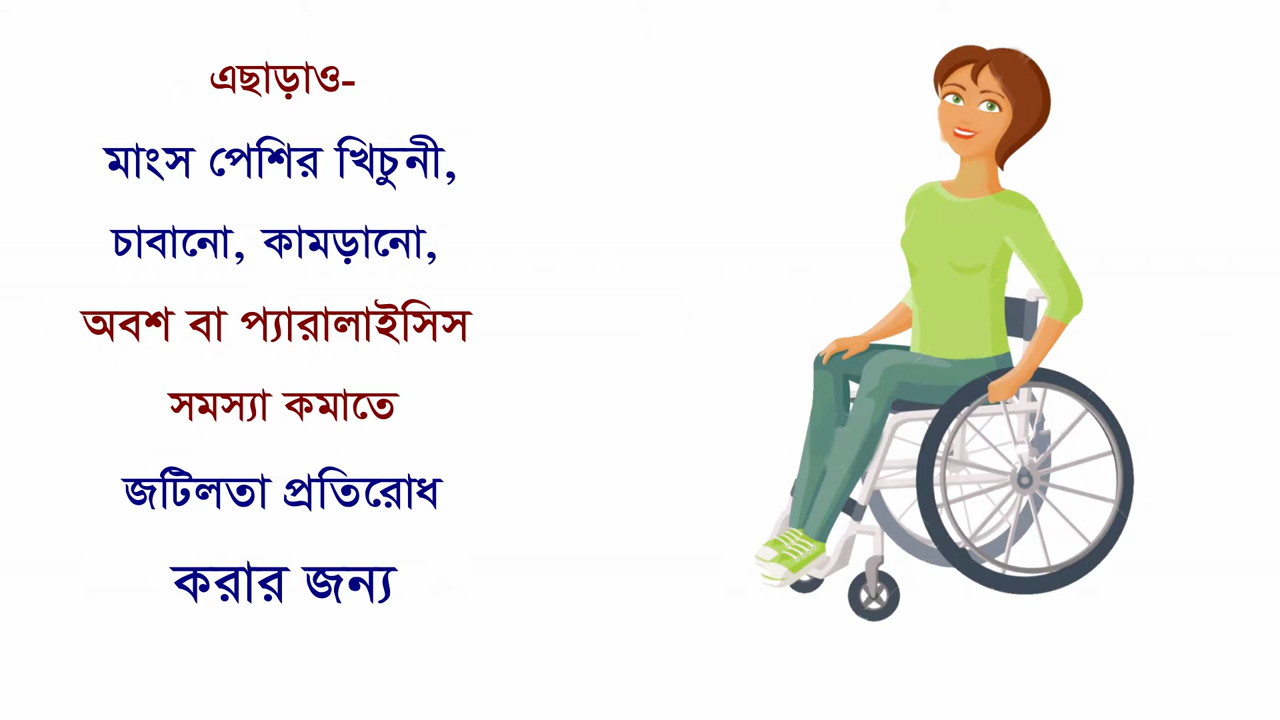 এছাড়াও-
মাংস পেশির খিচুনী,
চাবানো, কামড়ানো,
অবশ বা প্যারালাইসিস
সমস্যা কমাতে
জটিলতা প্রতিরোধ
করার জন্য